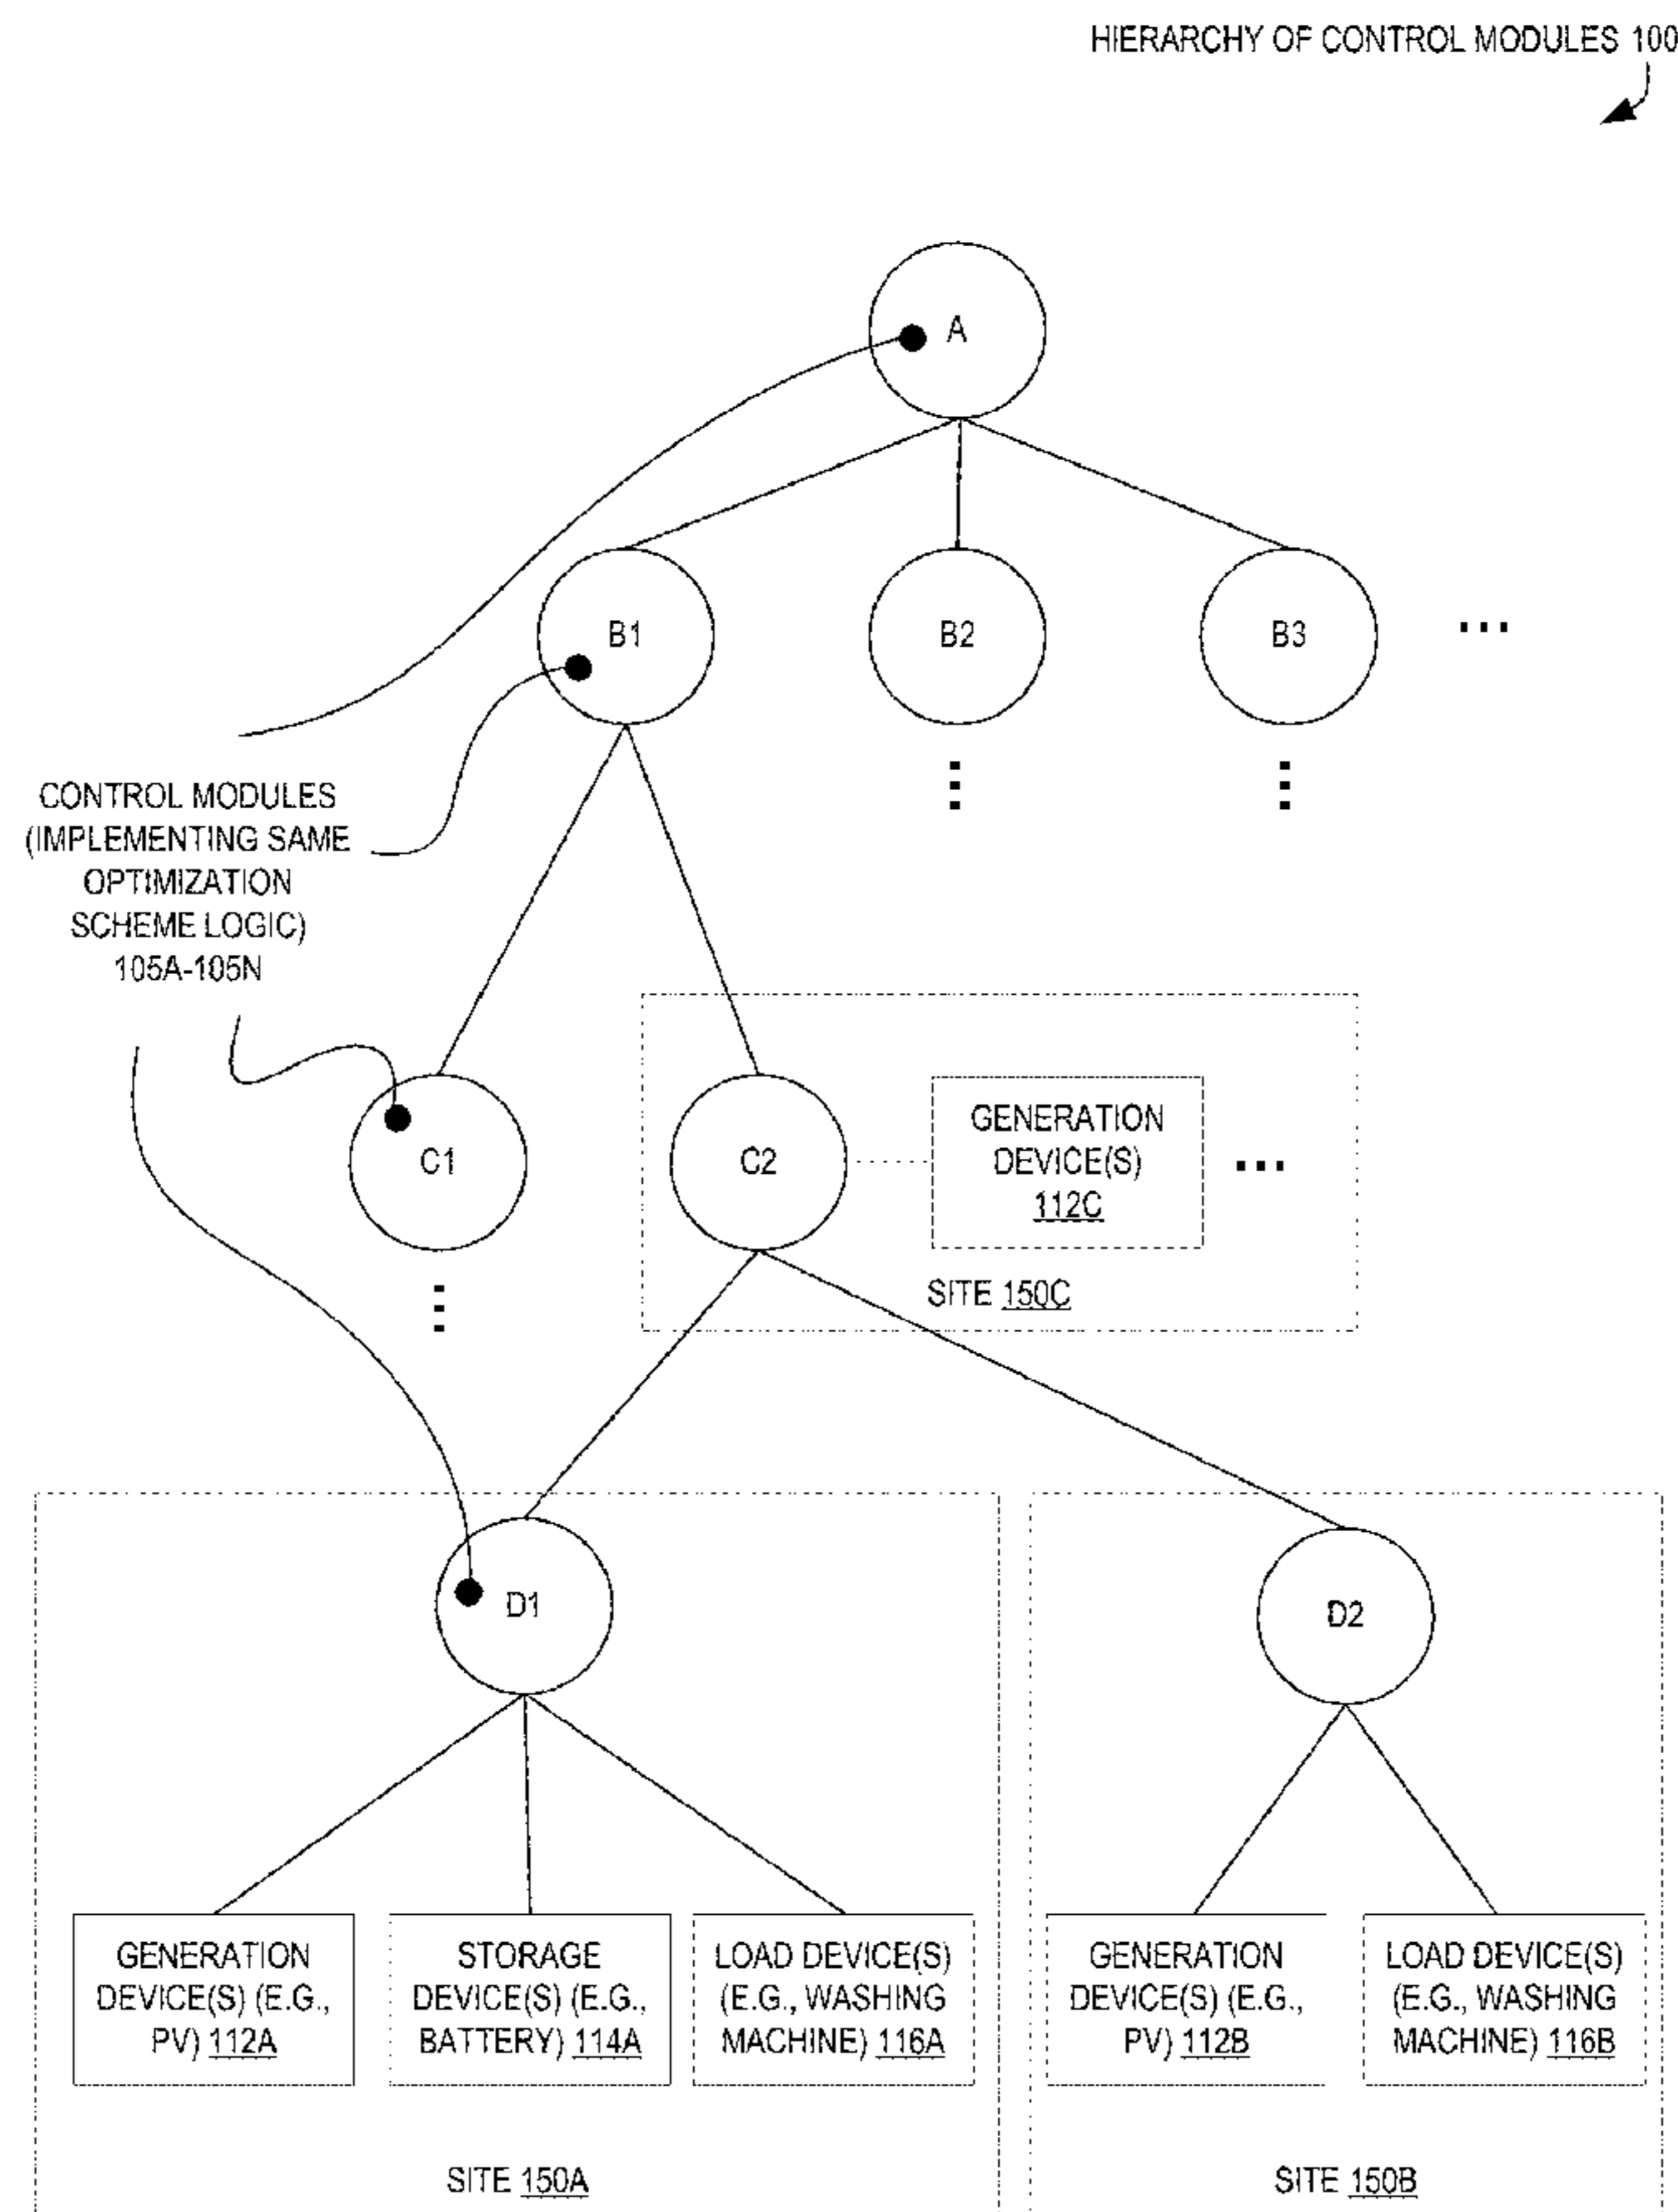 HIERARCHY OF CONTROL MODULES 100
A
B1
B2
B3
...
CONTROL MODULES
(IMPLEMENTING SAME
OPTIMIZATION
SCHEME LOGIC)
105A-105N
C1
C2
GENERATION
DEVICE(S)
112C
...
SITE 150C
D1
D2
GENERATION
DEVICE(S) (E.G.,
PV) 112A
STORAGE
DEVICE(S) (E.G.,
BATTERY) 114A
LOAD DEVICE(S)
(E.G., WASHING
MACHINE) 116A
GENERATION
DEVICE(S) (E.G.,
PV) 112B
LOAD DEVICE(S)
(E.G., WASHING
MACHINE) 116B
SITE 150A
SITE 150B